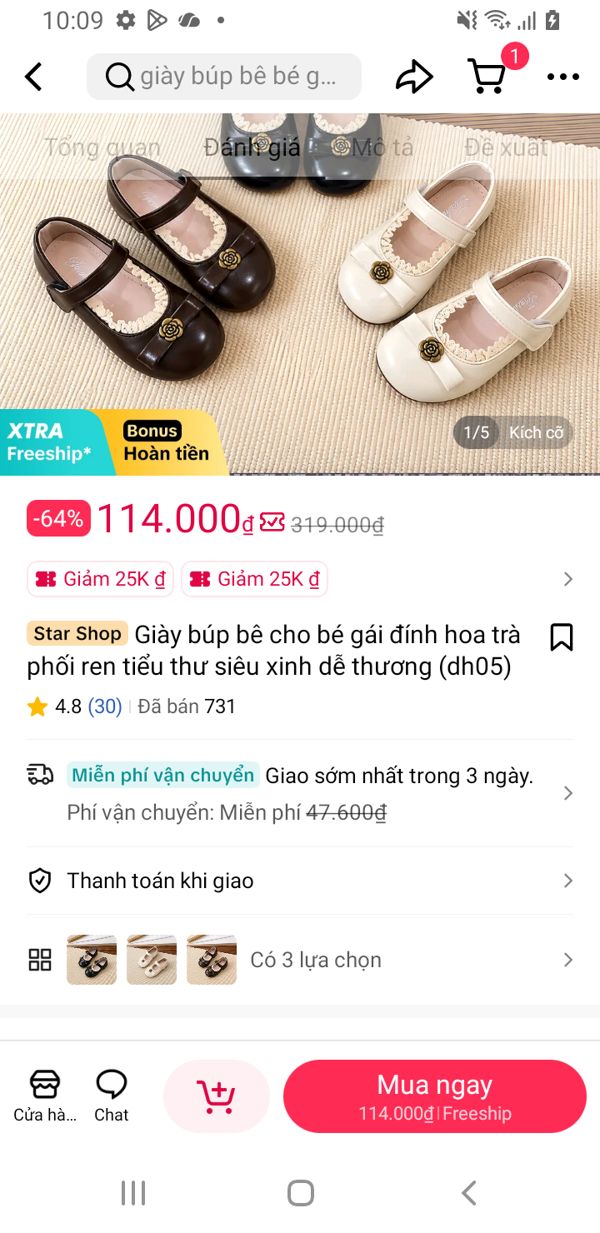 10:09
giày búp bê bé g...
1
Tổng quan Đánh giá Mô tả Đề xuất
XTRA
Freeship*
Bonus
Hoàn tiền
1/5 Kích cỡ
-64% 114.000₫ 319.000₫
Giảm 25K ₫ Giảm 25K ₫
Star Shop Giày búp bê cho bé gái đính hoa trà
phối ren tiểu thư siêu xinh dễ thương (dh05)
4.8 (30) Đã bán 731
Miễn phí vận chuyển Giao sớm nhất trong 3 ngày.
Phí vận chuyển: Miễn phí 47.600₫
Thanh toán khi giao
Có 3 lựa chọn
Cửa hà... Chat
Mua ngay
114.000₫ Freeship